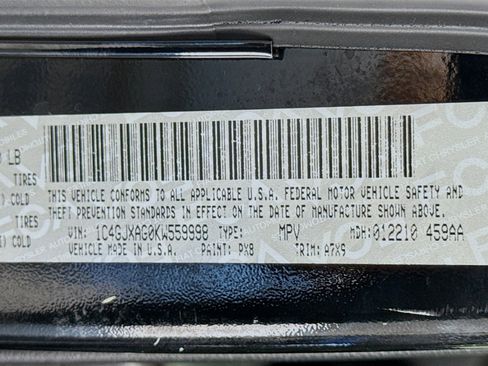 LB
TIRES
COLD
TIRES
COLD
THIS VEHICLE CONFORMS TO ALL APPLICABLE U.S.A. FEDERAL MOTOR VEHICLE SAFETY AND
THEFT PREVENTION STANDARDS IN EFFECT ON THE DATE OF MANUFACTURE SHOWN ABOVE.
VIN: 1C4GJXAG0KW559998 TYPE: MPV MDH: 012210 459AA
VEHICLE MADE IN U.S.A. PAINT: PX8 TRIM: A7X9